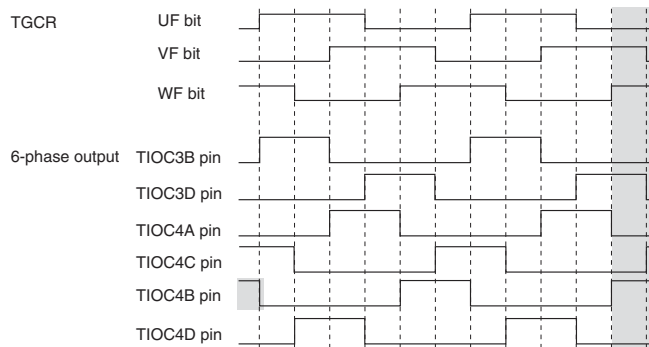 TGCR UF bit
VF bit
WF bit
6-phase output TIOC3B pin
TIOC3D pin
TIOC4A pin
TIOC4C pin
TIOC4B pin
TIOC4D pin